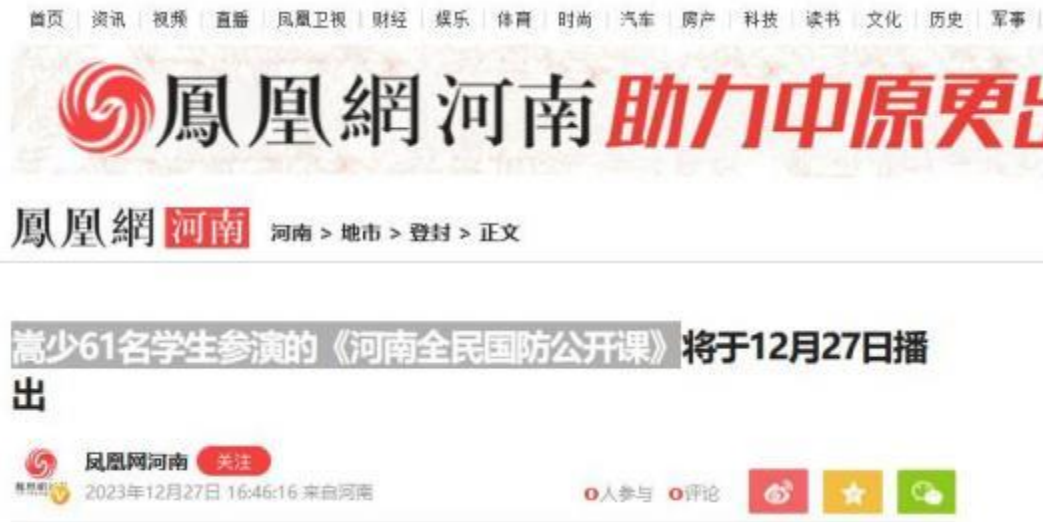 首页 资讯 视频 直播 凤凰卫视 财经 娱乐 体育 时尚 汽车 房产 科技 读书 文化 历史 军事
鳳凰網河南 助力中原更出
鳳凰網 河南 河南 > 地市 > 登封 > 正文
嵩少61名学生参演的《河南全民国防公开课》将于12月27日播
出
凤凰网河南 关注
2023年12月27日 16:46:16 来自河南 0人参与 0评论